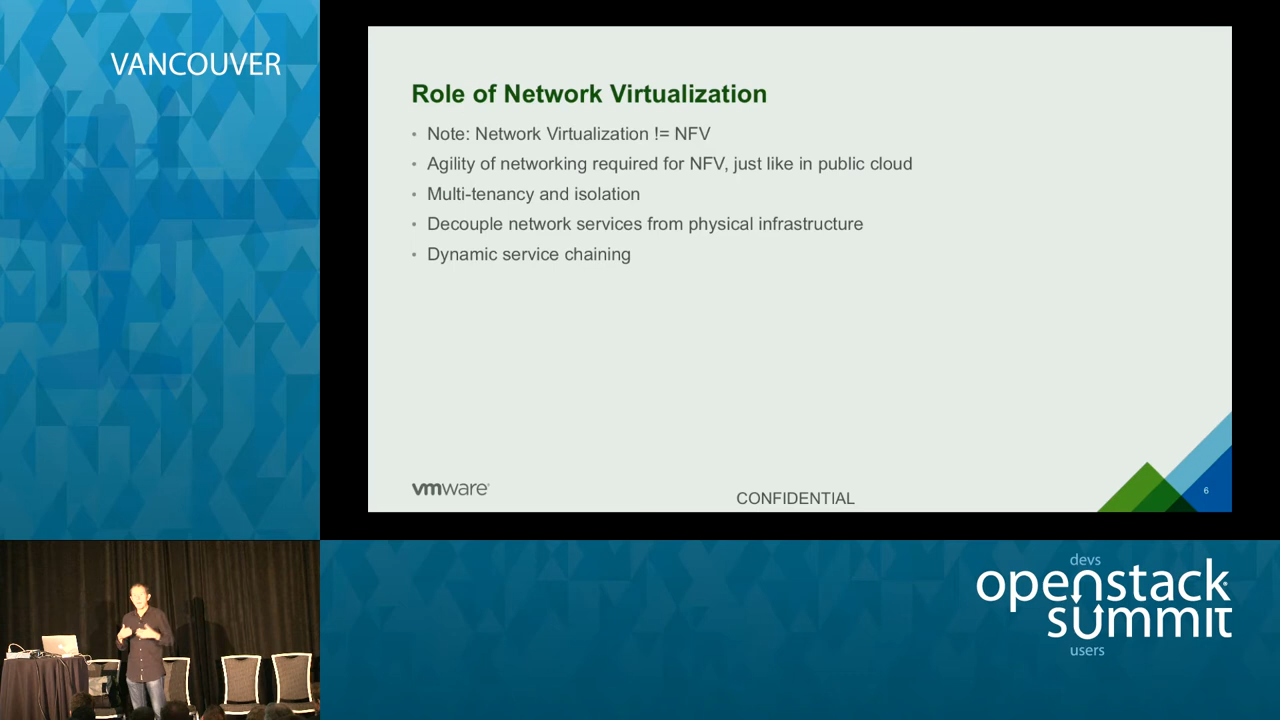 VANCOUVER
Role of Network Virtualization
• Note: Network Virtualization != NFV
• Agility of networking required for NFV, just like in public cloud
• Multi-tenancy and isolation
• Decouple network services from physical infrastructure
• Dynamic service chaining
vmware
CONFIDENTIAL
6
devs
openstack
summit
users